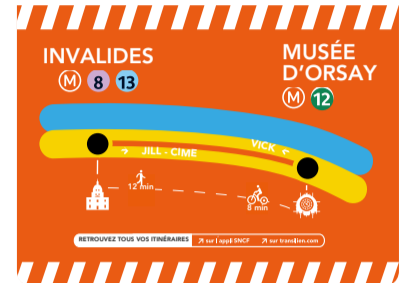 INVALIDES
M 8 13
MUSÉE
D'ORSAY
M 12
→ JILL - CIME
VICK ←
12 min
8 min
RETROUVEZ TOUS VOS ITINÉRAIRES ↗ sur l appli SNCF ↗ sur transilien.com